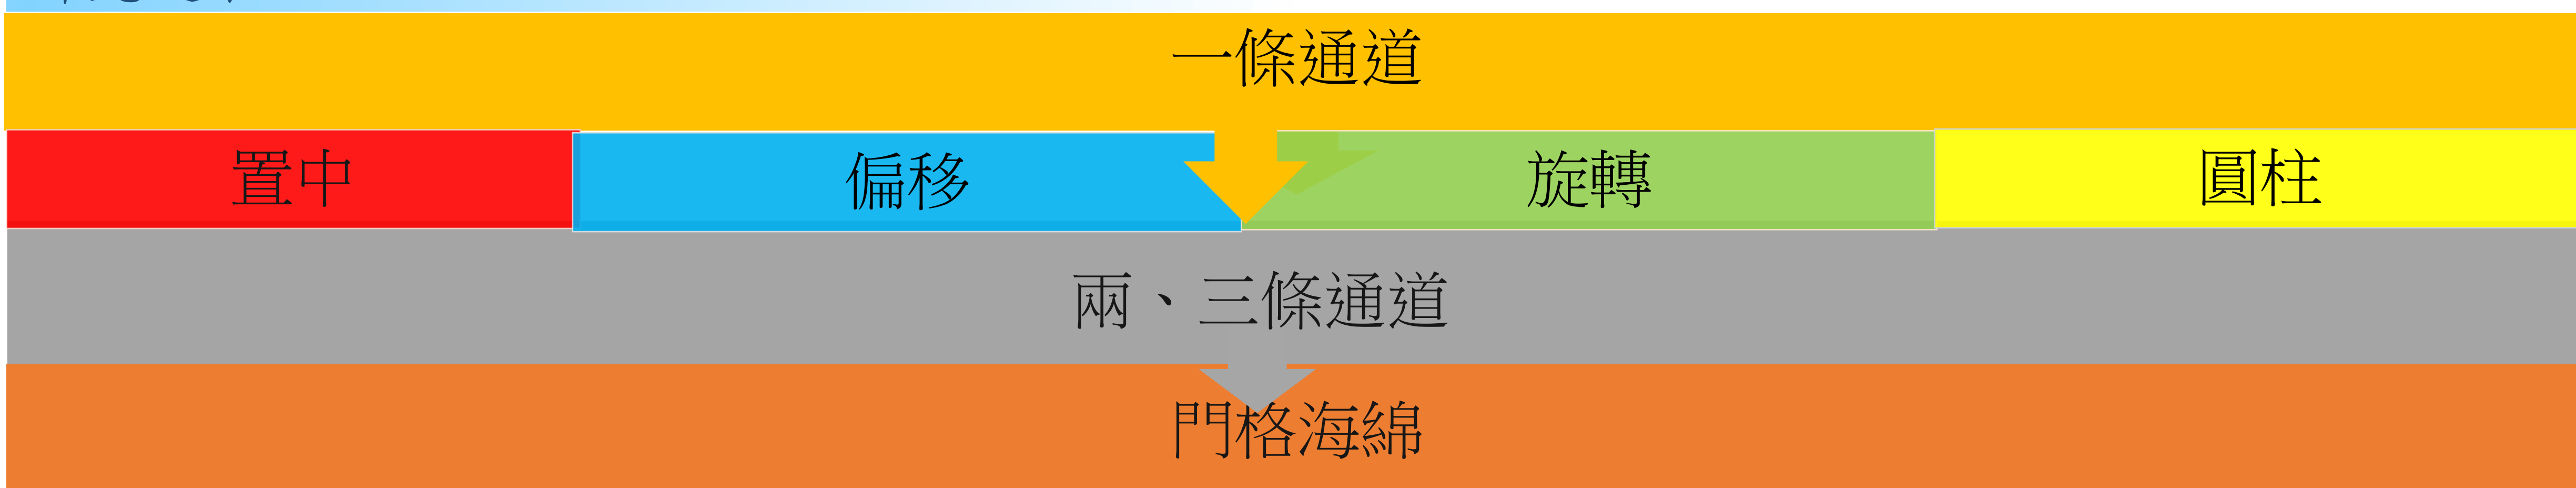 一條通道
置中 偏移 旋轉 圓柱
兩、三條通道
門格海綿